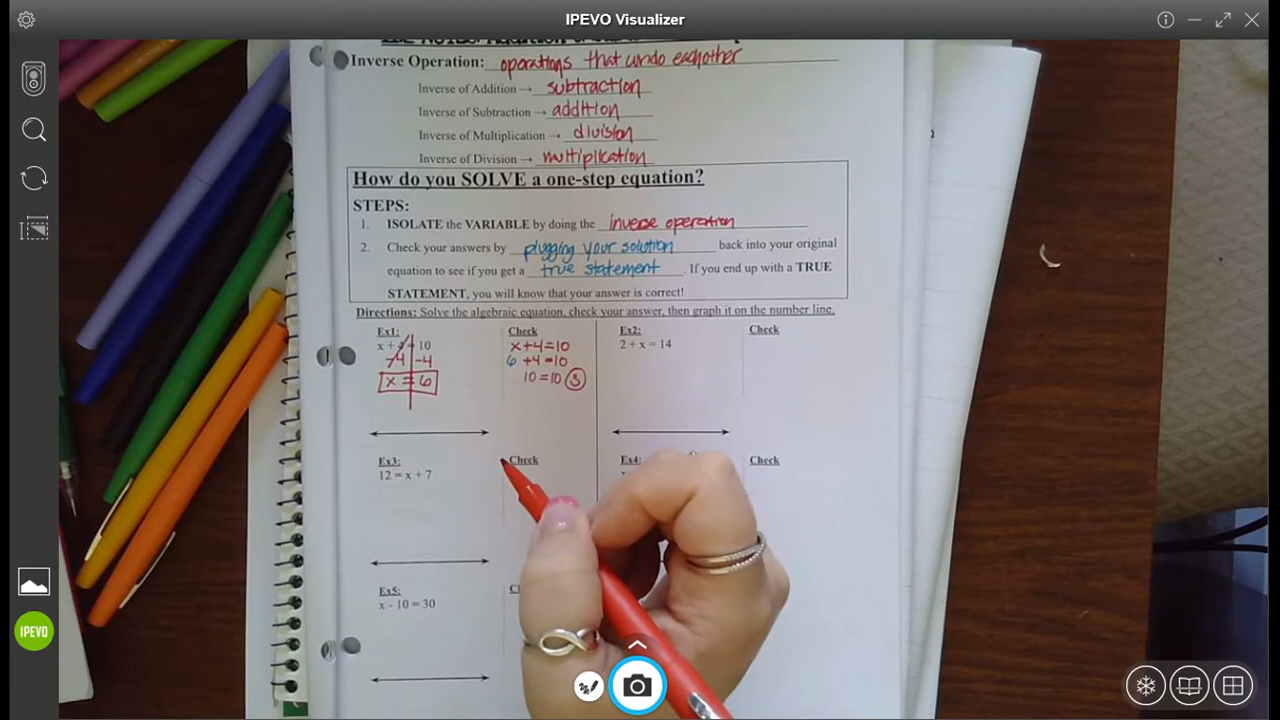 IPEVO Visualizer
Inverse Operation: operations that undo eachother
Inverse of Addition → subtraction
Inverse of Subtraction → addition
Inverse of Multiplication → division
Inverse of Division → multiplication
How do you SOLVE a one-step equation?
STEPS:
1. ISOLATE the VARIABLE by doing the inverse operation
2. Check your answers by plugging your solution back into your original
equation to see if you get a true statement. If you end up with a TRUE
STATEMENT, you will know that your answer is correct!
Directions: Solve the algebraic equation, check your answer, then graph it on the number line.
Ex1:
x + 4 = 10
-4 -4
x = 6
Check
x+4=10
6 +4=10
10=10
Ex2:
2 + x = 14
Check
Ex3:
12 = x + 7
Check
Ex4:
Check
Ex5:
x - 10 = 30
IPEVO